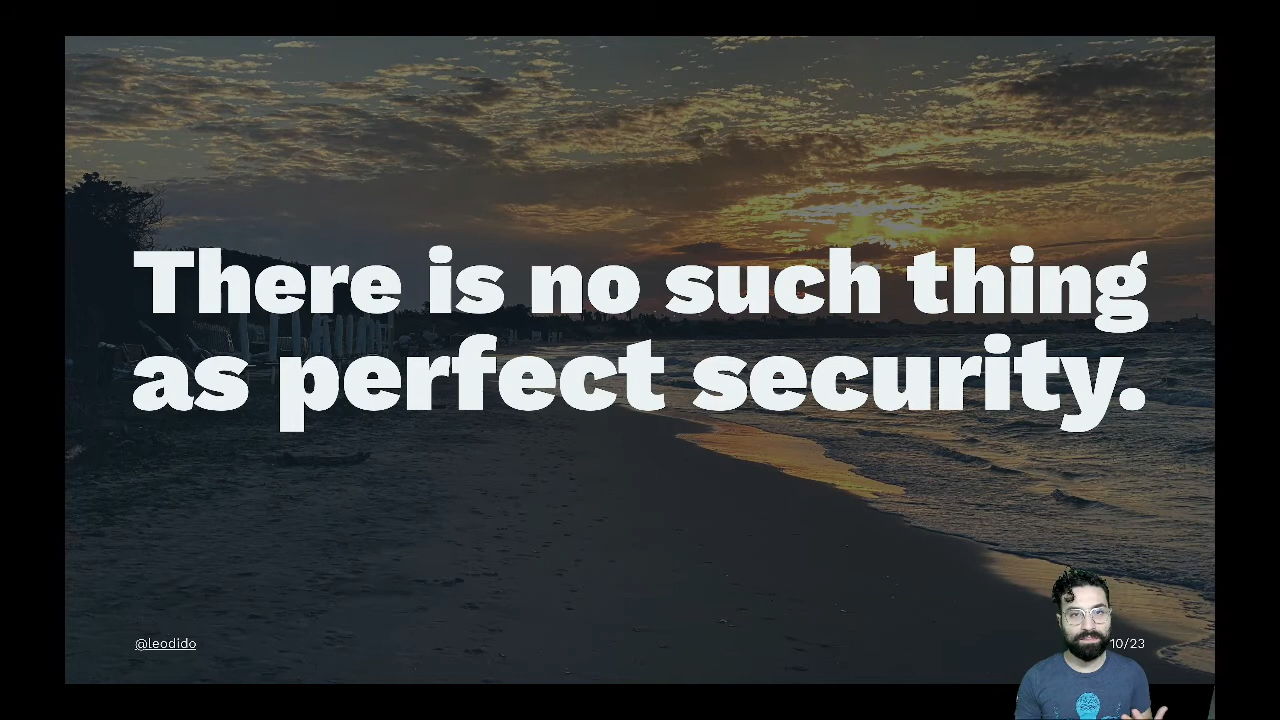 There is no such thing
as perfect security.
@leodido
10/23